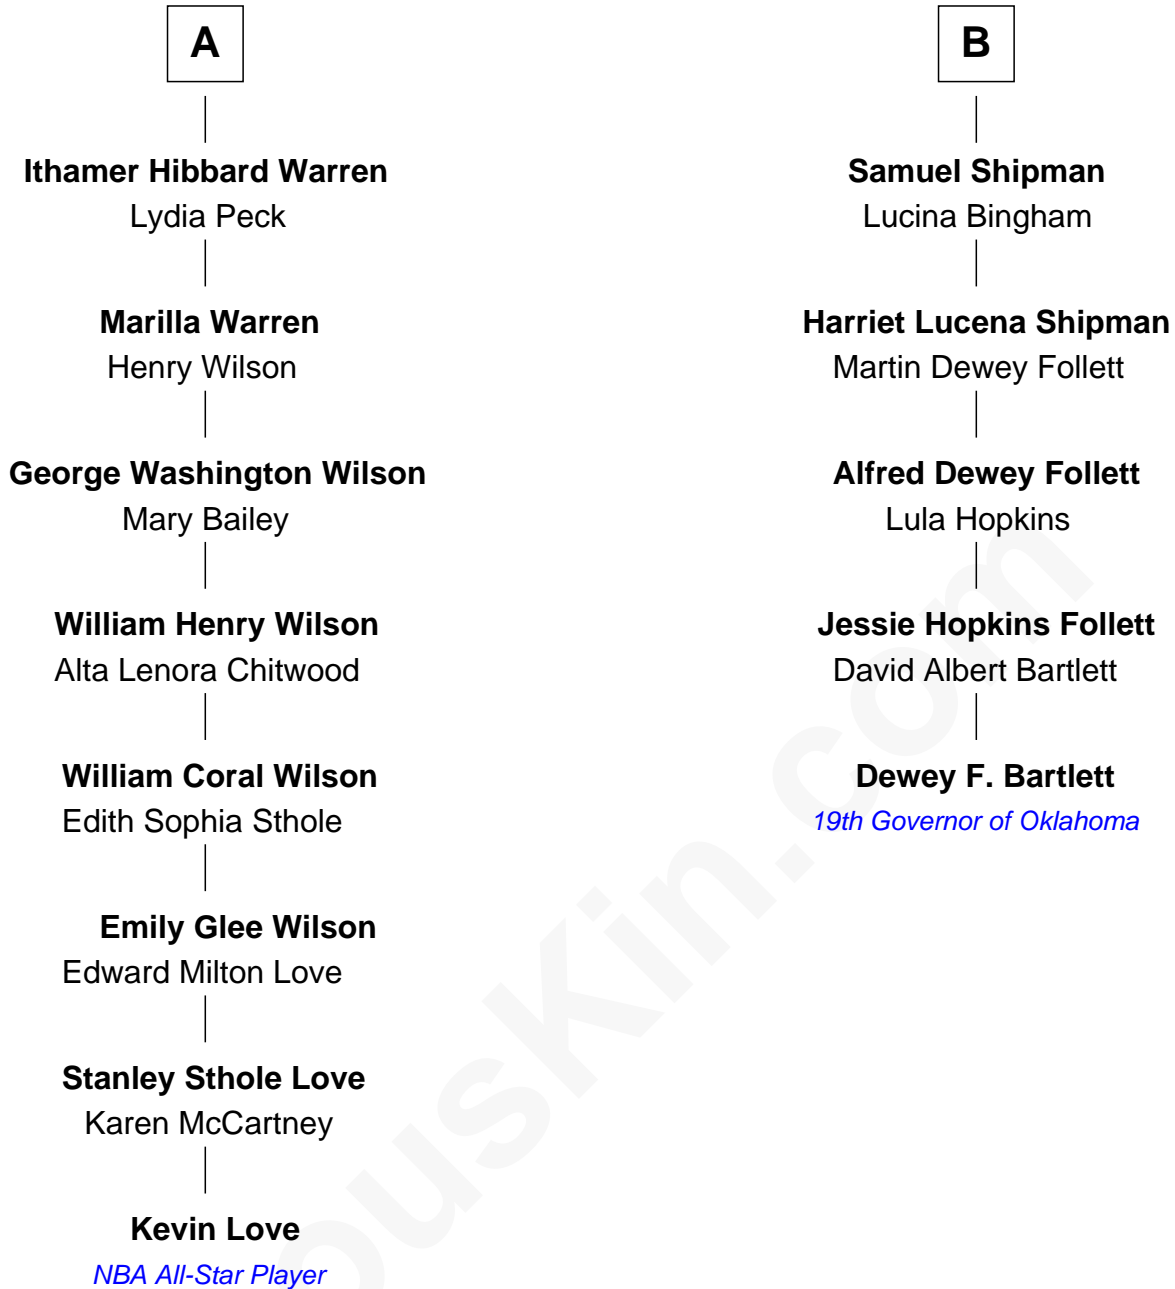 A
Ithamer Hibbard Warren
Lydia Peck
Marilla Warren
Henry Wilson
George Washington Wilson
Mary Bailey
William Henry Wilson
Alta Lenora Chitwood
William Coral Wilson
Edith Sophia Sthole
Emily Glee Wilson
Edward Milton Love
Stanley Sthole Love
Karen McCartney
Kevin Love
NBA All-Star Player
B
Samuel Shipman
Lucina Bingham
Harriet Lucena Shipman
Martin Dewey Follett
Alfred Dewey Follett
Lula Hopkins
Jessie Hopkins Follett
David Albert Bartlett
Dewey F. Bartlett
19th Governor of Oklahoma
ousKin.com